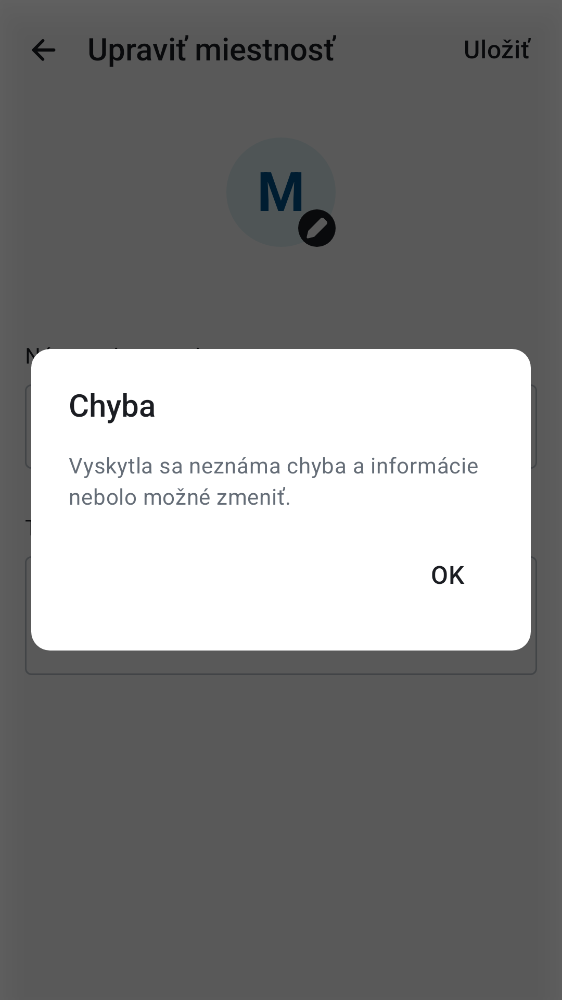 Upraviť miestnosť
Uložiť
M
Chyba
Vyskytla sa neznáma chyba a informácie
nebolo možné zmeniť.
OK